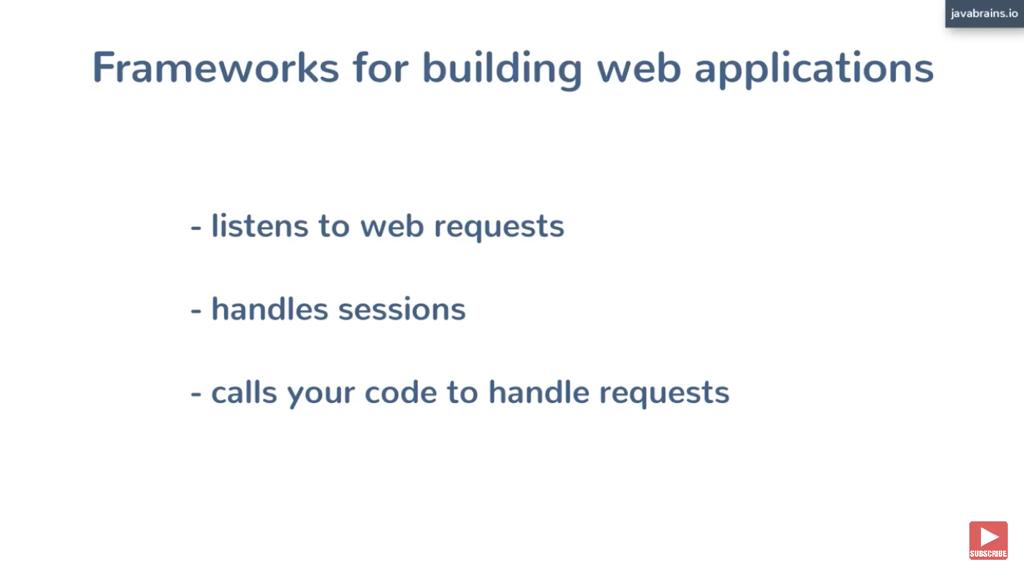 javabrains.io
Frameworks for building web applications
- listens to web requests
- handles sessions
- calls your code to handle requests
SUBSCRIBE